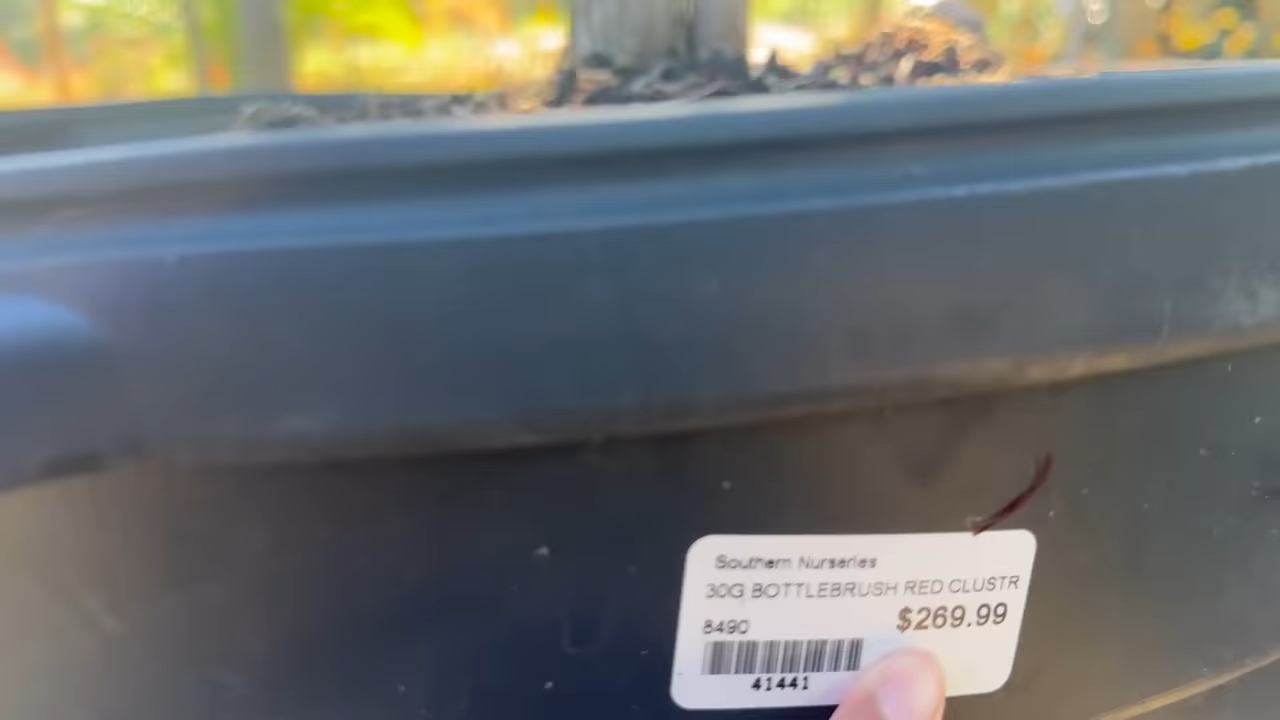 Southern Nurseries
30G BOTTLEBRUSH RED CLUSTR
8490
$269.99
41441